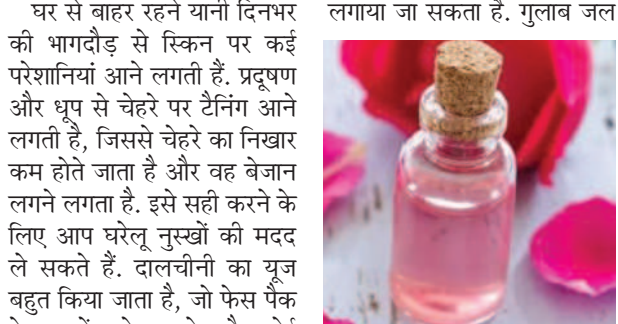 घर से बाहर रहने यानी दिनभर
की भागदौड़ से स्किन पर कई
परेशानियां आने लगती हैं. प्रदूषण
और धूप से चेहरे पर टैनिंग आने
लगती है, जिससे चेहरे का निखार
कम होते जाता है और वह बेजान
लगने लगता है. इसे सही करने के
लिए आप घरेलू नुस्खों की मदद
ले सकते हैं. दालचीनी का यूज
बहुत किया जाता है, जो फेस पैक
लगाया जा सकता है. गुलाब जल